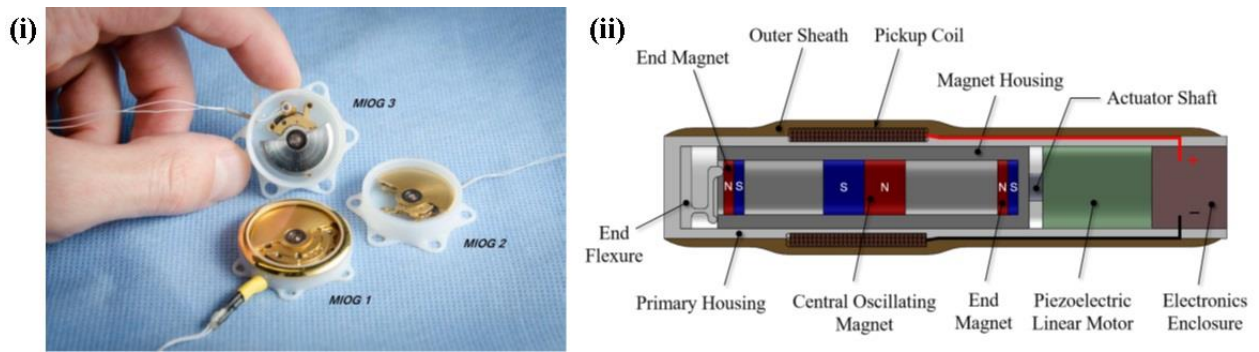 (i)
MIOG 3
MIOG 2
MIOG 1
(ii)
Outer Sheath
Pickup Coil
End Magnet
Magnet Housing
Actuator Shaft
+
N S
S N
N S
−
End
Flexure
Primary Housing
Central Oscillating
Magnet
End
Magnet
Piezoelectric
Linear Motor
Electronics
Enclosure